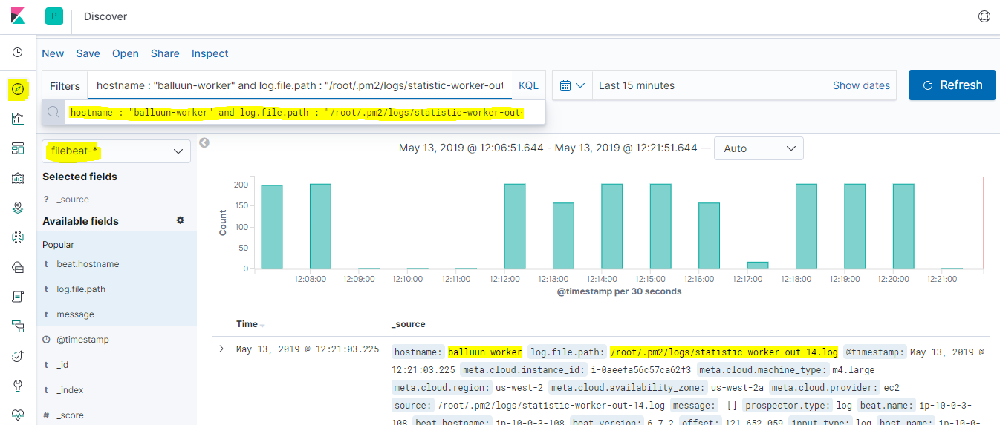 P
Discover
New Save Open Share Inspect
Filters hostname : "balluun-worker" and log.file.path : "/root/.pm2/logs/statistic-worker-out KQL
Last 15 minutes Show dates
Refresh
hostname : "balluun-worker" and log.file.path : "/root/.pm2/logs/statistic-worker-out
filebeat-*
Selected fields
? _source
Available fields
Popular
t beat.hostname
t log.file.path
t message
@timestamp
t _id
t _index
# _score
May 13, 2019 @ 12:06:51.644 - May 13, 2019 @ 12:21:51.644 — Auto
Count
200
150
100
50
0
12:08:00 12:09:00 12:10:00 12:11:00 12:12:00 12:13:00 12:14:00 12:15:00 12:16:00 12:17:00 12:18:00 12:19:00 12:20:00 12:21:00
@timestamp per 30 seconds
Time _source
May 13, 2019 @ 12:21:03.225 hostname: balluun-worker log.file.path: /root/.pm2/logs/statistic-worker-out-14.log @timestamp: May 13, 2019 @
12:21:03.225 meta.cloud.instance_id: i-0aeefa56c57ca62f3 meta.cloud.machine_type: m4.large
meta.cloud.region: us-west-2 meta.cloud.availability_zone: us-west-2a meta.cloud.provider: ec2
source: /root/.pm2/logs/statistic-worker-out-14.log message: [] prospector.type: log beat.name: ip-10-0-3-
108 beat.hostname: ip-10-0-3-108 beat.version: 6.7.2 offset: 121,652,059 input.type: log host.name: ip-10-0-